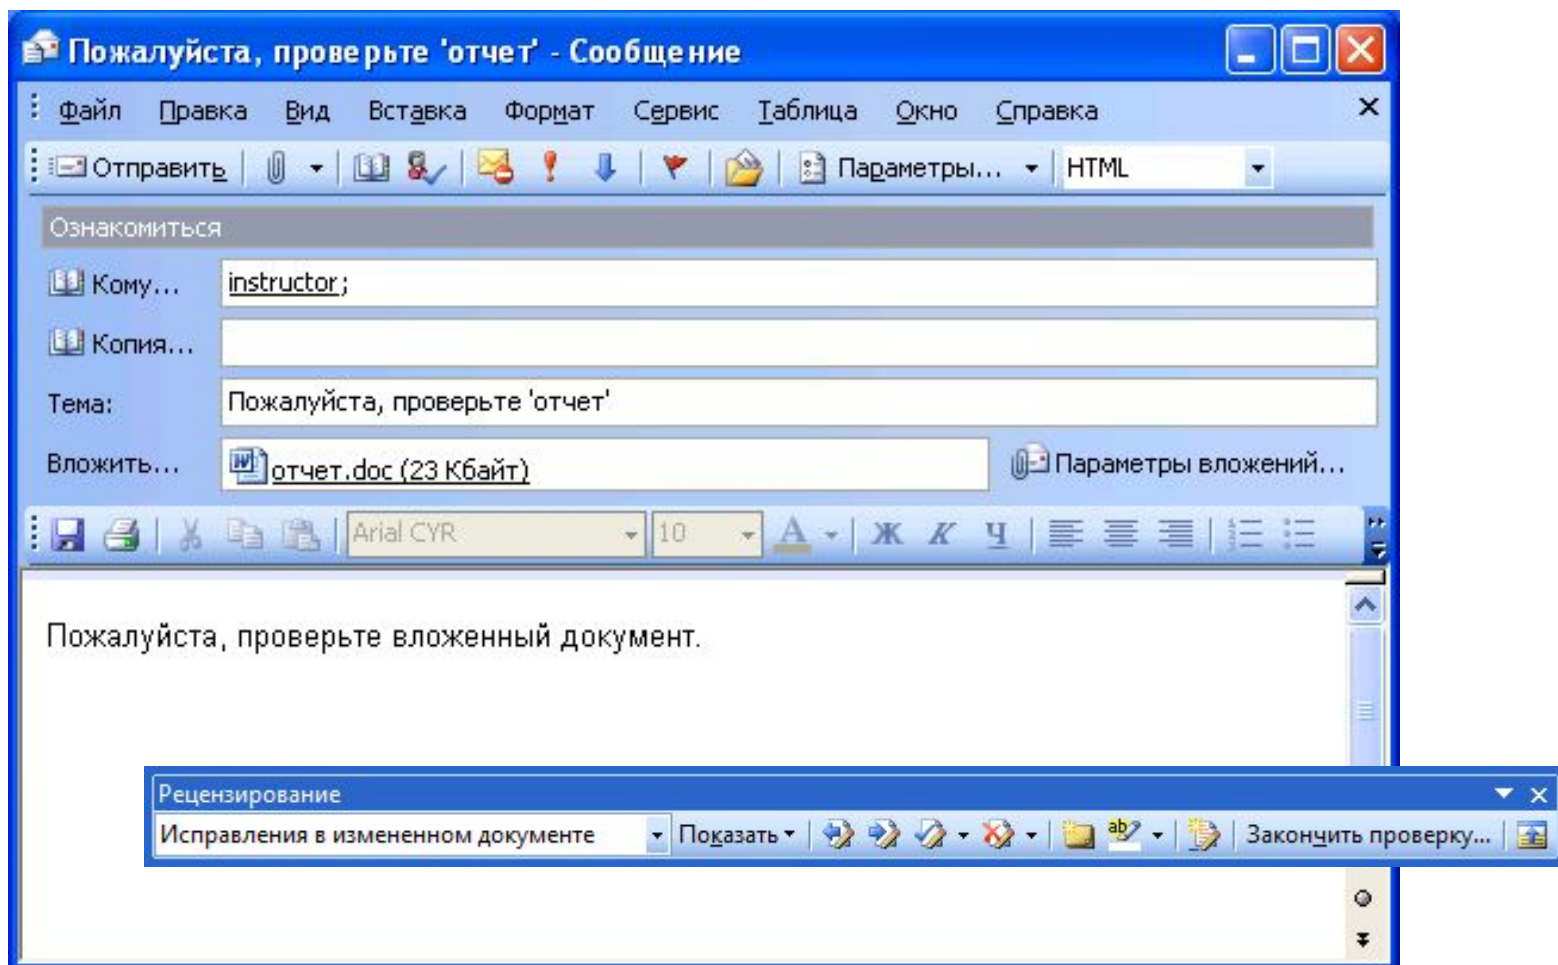 Пожалуйста, проверьте 'отчет' - Сообщение
Файл Правка Вид Вставка Формат Сервис Таблица Окно Справка
Отправить Параметры... HTML
Ознакомиться
Кому... instructor;
Копия...
Тема: Пожалуйста, проверьте 'отчет'
Вложить... отчет.doc (23 Кбайт) Параметры вложений...
Arial CYR 10 А Ж К Ч
Пожалуйста, проверьте вложенный документ.
Рецензирование
Исправления в измененном документе Показать Закончить проверку...